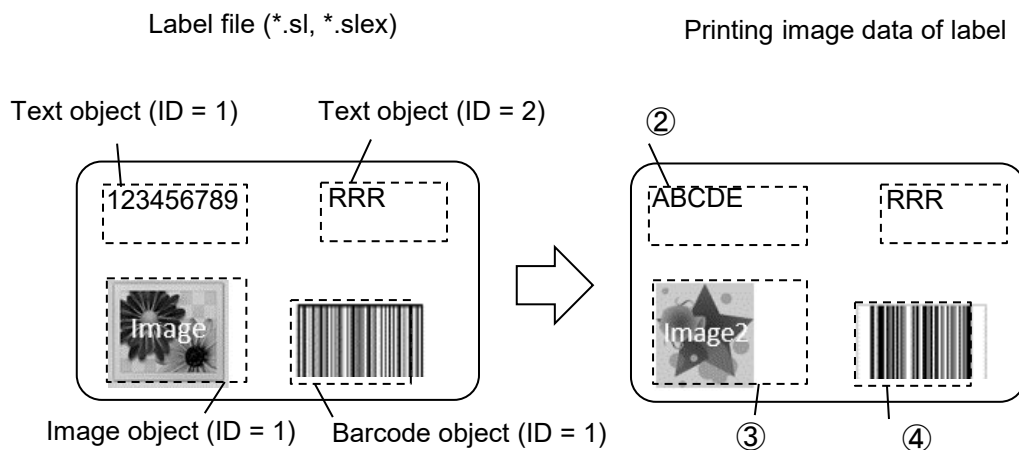 Label file (*.sl, *.slex)
Printing image data of label
Text object (ID = 1)
Text object (ID = 2)
②
123456789
RRR
ABCDE
RRR
Image
Image2
Image object (ID = 1)
Barcode object (ID = 1)
③
④